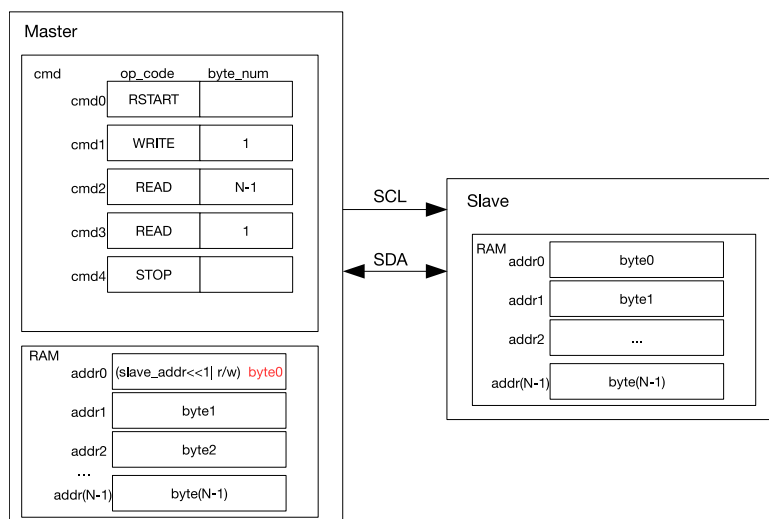 Master
cmd op_code byte_num
cmd0 RSTART
cmd1 WRITE 1
cmd2 READ N-1
cmd3 READ 1
cmd4 STOP
RAM
addr0 (slave_addr<<1| r/w) byte0
addr1 byte1
addr2 byte2
...
addr(N-1) byte(N-1)
SCL
SDA
Slave
RAM
addr0 byte0
addr1 byte1
addr2 ...
addr(N-1) byte(N-1)